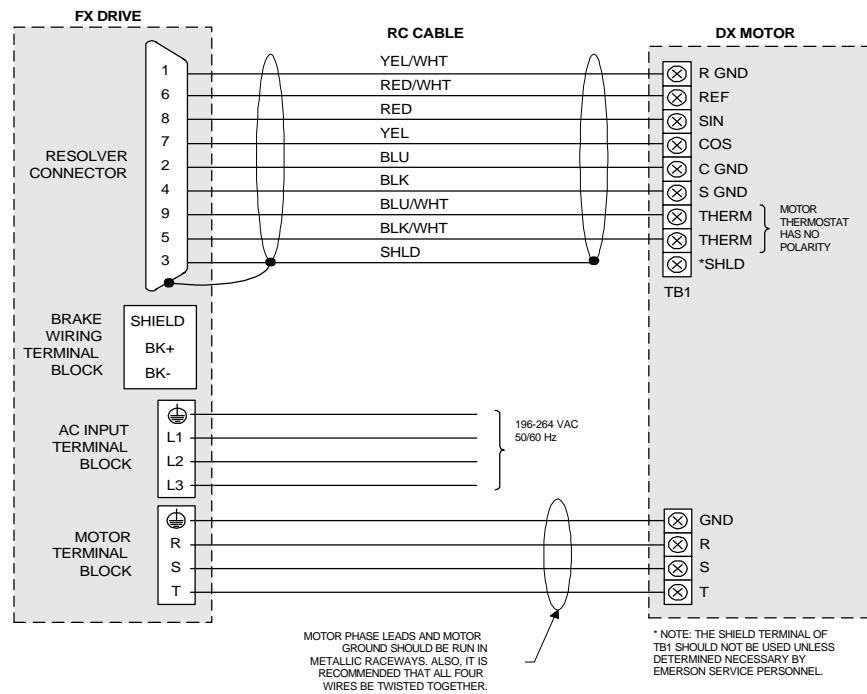 FX DRIVE
RC CABLE
DX MOTOR
RESOLVER
CONNECTOR
1 YEL/WHT R GND
6 RED/WHT REF
8 RED SIN
7 YEL COS
2 BLU C GND
4 BLK S GND
9 BLU/WHT THERM
5 BLK/WHT THERM
3 SHLD *SHLD
MOTOR
THERMOSTAT
HAS NO
POLARITY
TB1
BRAKE
WIRING
TERMINAL
BLOCK
SHIELD
BK+
BK-
AC INPUT
TERMINAL
BLOCK
L1
L2
L3
196-264 VAC
50/60 Hz
MOTOR
TERMINAL
BLOCK
R
S
T
GND
R
S
T
MOTOR PHASE LEADS AND MOTOR
GROUND SHOULD BE RUN IN
METALLIC RACEWAYS. ALSO, IT IS
RECOMMENDED THAT ALL FOUR
WIRES BE TWISTED TOGETHER.
* NOTE: THE SHIELD TERMINAL OF
TB1 SHOULD NOT BE USED UNLESS
DETERMINED NECESSARY BY
EMERSON SERVICE PERSONNEL.